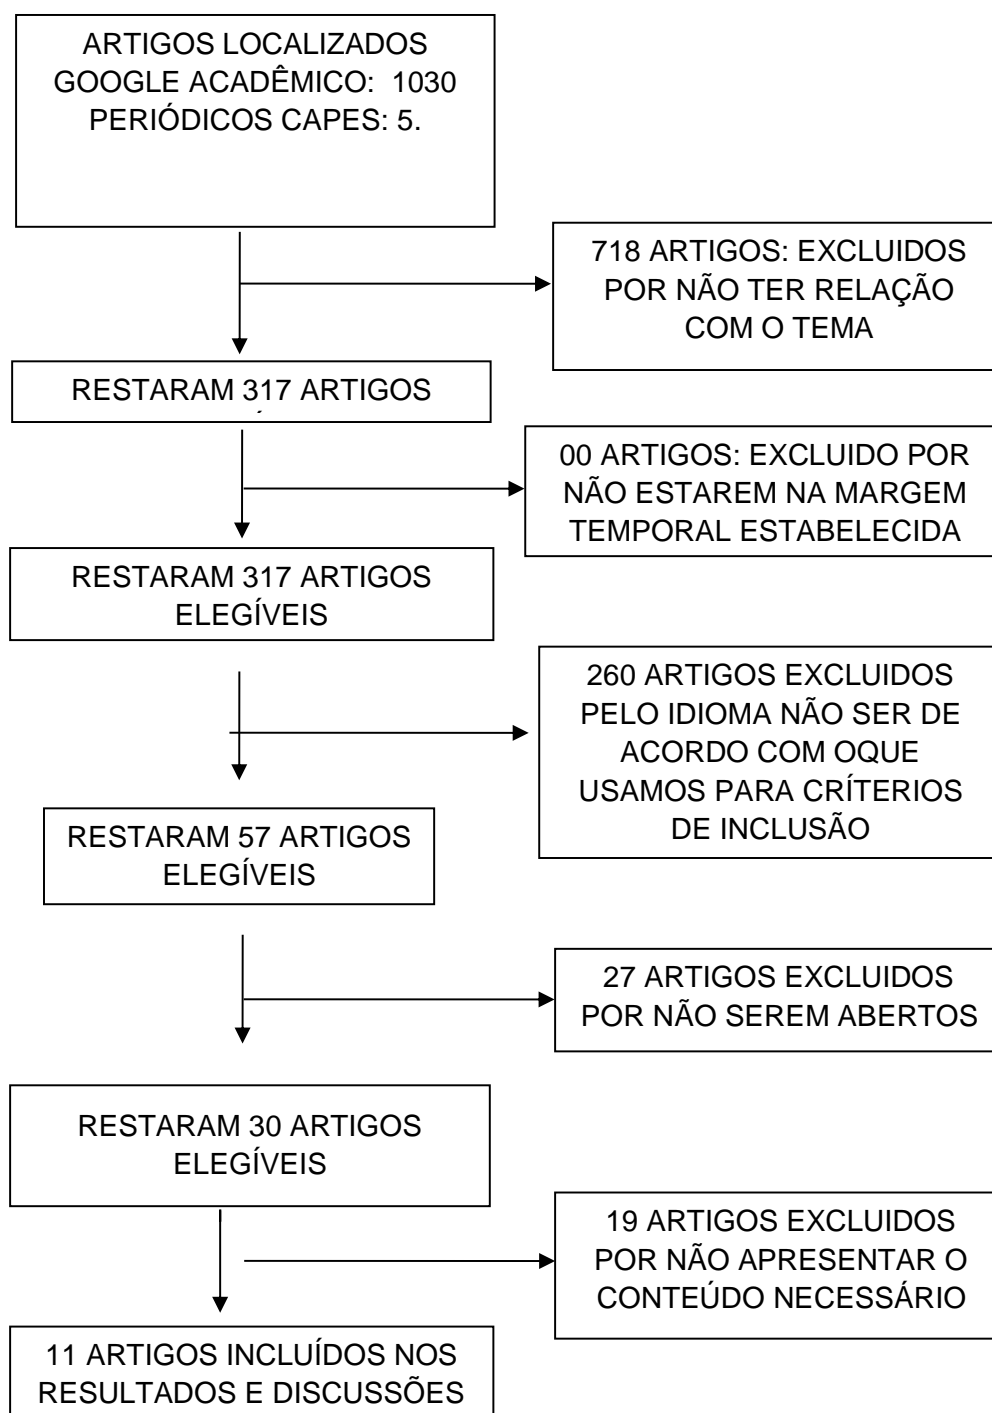 ARTIGOS LOCALIZADOS
GOOGLE ACADÊMICO: 1030
PERIÓDICOS CAPES: 5.
718 ARTIGOS: EXCLUIDOS
POR NÃO TER RELAÇÃO
COM O TEMA
RESTARAM 317 ARTIGOS
00 ARTIGOS: EXCLUIDO POR
NÃO ESTAREM NA MARGEM
TEMPORAL ESTABELECIDA
RESTARAM 317 ARTIGOS
ELEGÍVEIS
260 ARTIGOS EXCLUIDOS
PELO IDIOMA NÃO SER DE
ACORDO COM OQUE
USAMOS PARA CRÍTERIOS
DE INCLUSÃO
RESTARAM 57 ARTIGOS
ELEGÍVEIS
27 ARTIGOS EXCLUIDOS
POR NÃO SEREM ABERTOS
RESTARAM 30 ARTIGOS
ELEGÍVEIS
19 ARTIGOS EXCLUIDOS
POR NÃO APRESENTAR O
CONTEÚDO NECESSÁRIO
11 ARTIGOS INCLUÍDOS NOS
RESULTADOS E DISCUSSÕES